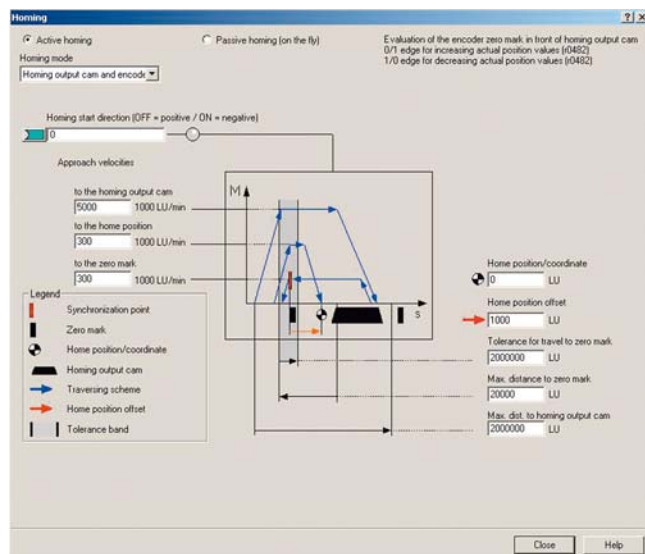 Homing
Active homing
Passive homing (on the fly)
Evaluation of the encoder zero mark in front of homing output cam
0/1 edge for increasing actual position values (r0482)
1/0 edge for decreasing actual position values (r0482)
Homing mode
Homing output cam and encode
Homing start direction (OFF = positive / ON = negative)
0
Approach velocities
to the homing output cam
5000 1000 LU/min
to the home position
300 1000 LU/min
to the zero mark
300 1000 LU/min
M
s
Home position/coordinate
0 LU
Home position offset
1000 LU
Tolerance for travel to zero mark
2000000 LU
Max. distance to zero mark
20000 LU
Max. dist. to homing output cam
2000000 LU
Legend
Synchronization point
Zero mark
Home position/coordinate
Homing output cam
Traversing scheme
Home position offset
Tolerance band
Close
Help